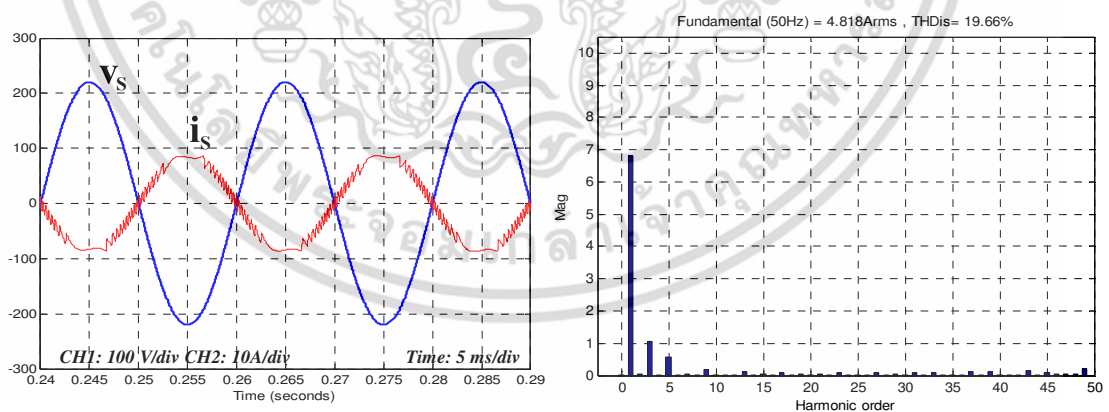 Fundamental (50Hz) = 4.818Arms , THDis= 19.66%
300
200
100
0
-100
-200
-300
v_S
i_S
CH1: 100 V/div CH2: 10A/div
Time: 5 ms/div
0.24 0.245 0.25 0.255 0.26 0.265 0.27 0.275 0.28 0.285 0.29
Time (seconds)
10
9
8
7
6
5
4
3
2
1
0
Mag
0 5 10 15 20 25 30 35 40 45 50
Harmonic order